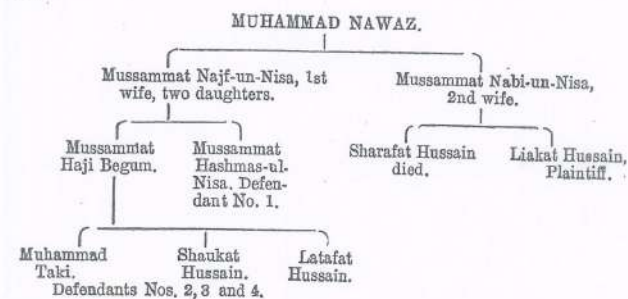 MUHAMMAD NAWAZ.
Mussammat Najf-un-Nisa, 1st
wife, two daughters.
Mussammat Nabi-un-Nisa,
2nd wife.
Mussammat
Haji Begum.
Mussammat
Hashmas-ul-
Nisa. Defen-
dant No. 1.
Sharafat Hussain
died.
Liakat Hussain,
Plaintiff.
Muhammad
Taki.
Shaukat
Hussain.
Latafat
Hussain.
Defendants Nos. 2, 3 and 4.